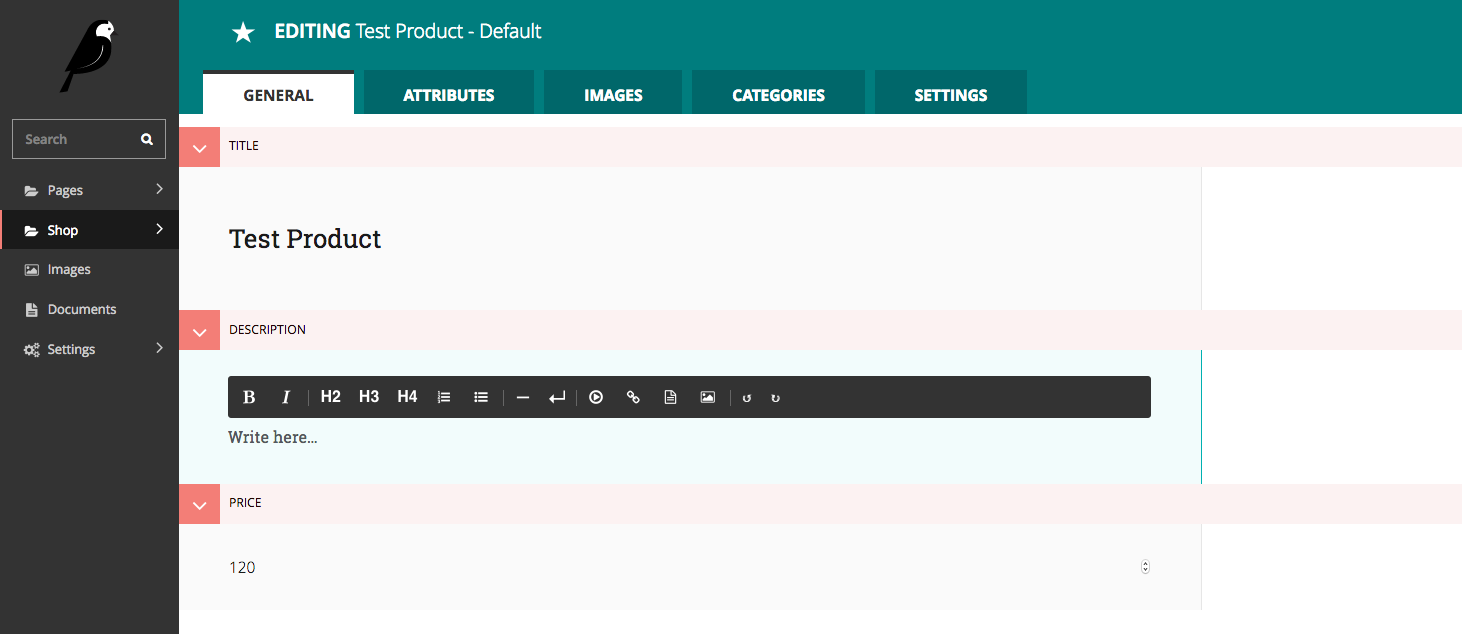 EDITING Test Product - Default
GENERAL ATTRIBUTES IMAGES CATEGORIES SETTINGS
Search
Pages
Shop
Images
Documents
Settings
TITLE
Test Product
DESCRIPTION
B I H2 H3 H4
Write here...
PRICE
120